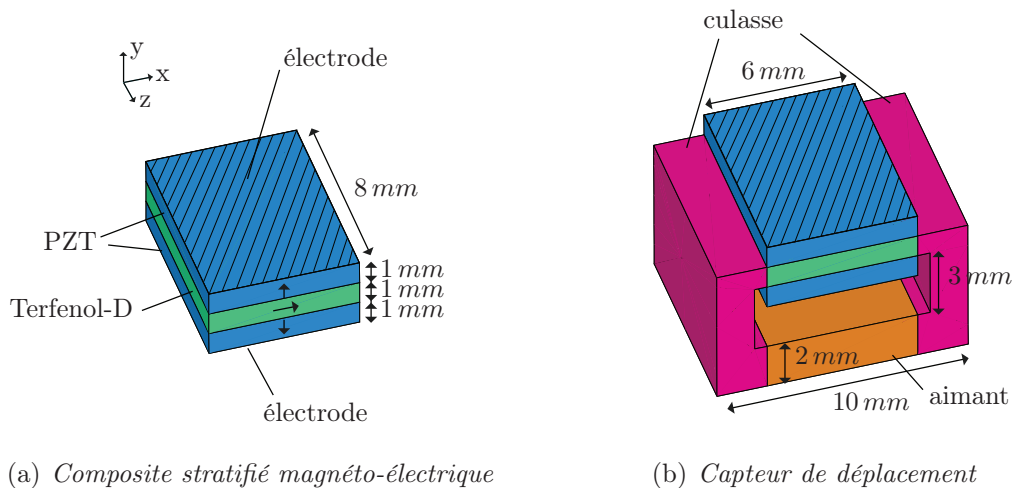 y
x
z
électrode
8 mm
PZT
Terfenol-D
1 mm
1 mm
1 mm
électrode
(a) Composite stratifié magnéto-électrique
culasse
6 mm
3 mm
2 mm
10 mm
aimant
(b) Capteur de déplacement